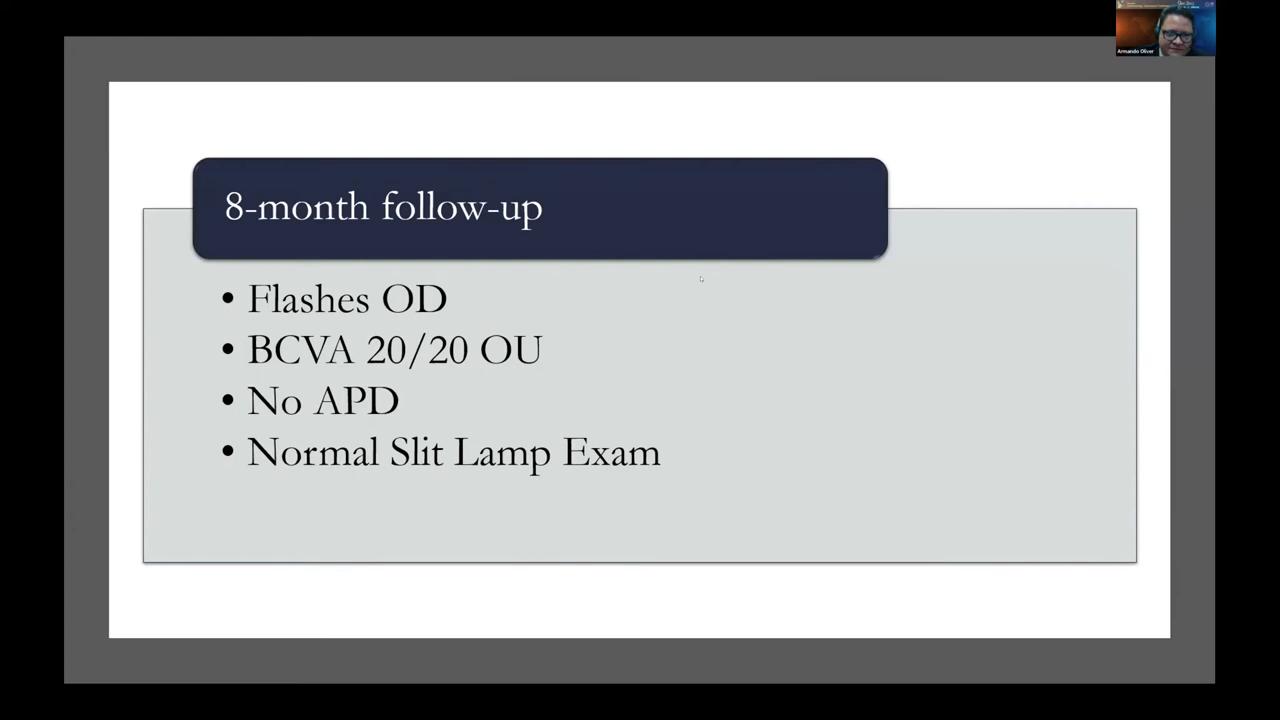 Armando Oliver
8-month follow-up
• Flashes OD
• BCVA 20/20 OU
• No APD
• Normal Slit Lamp Exam